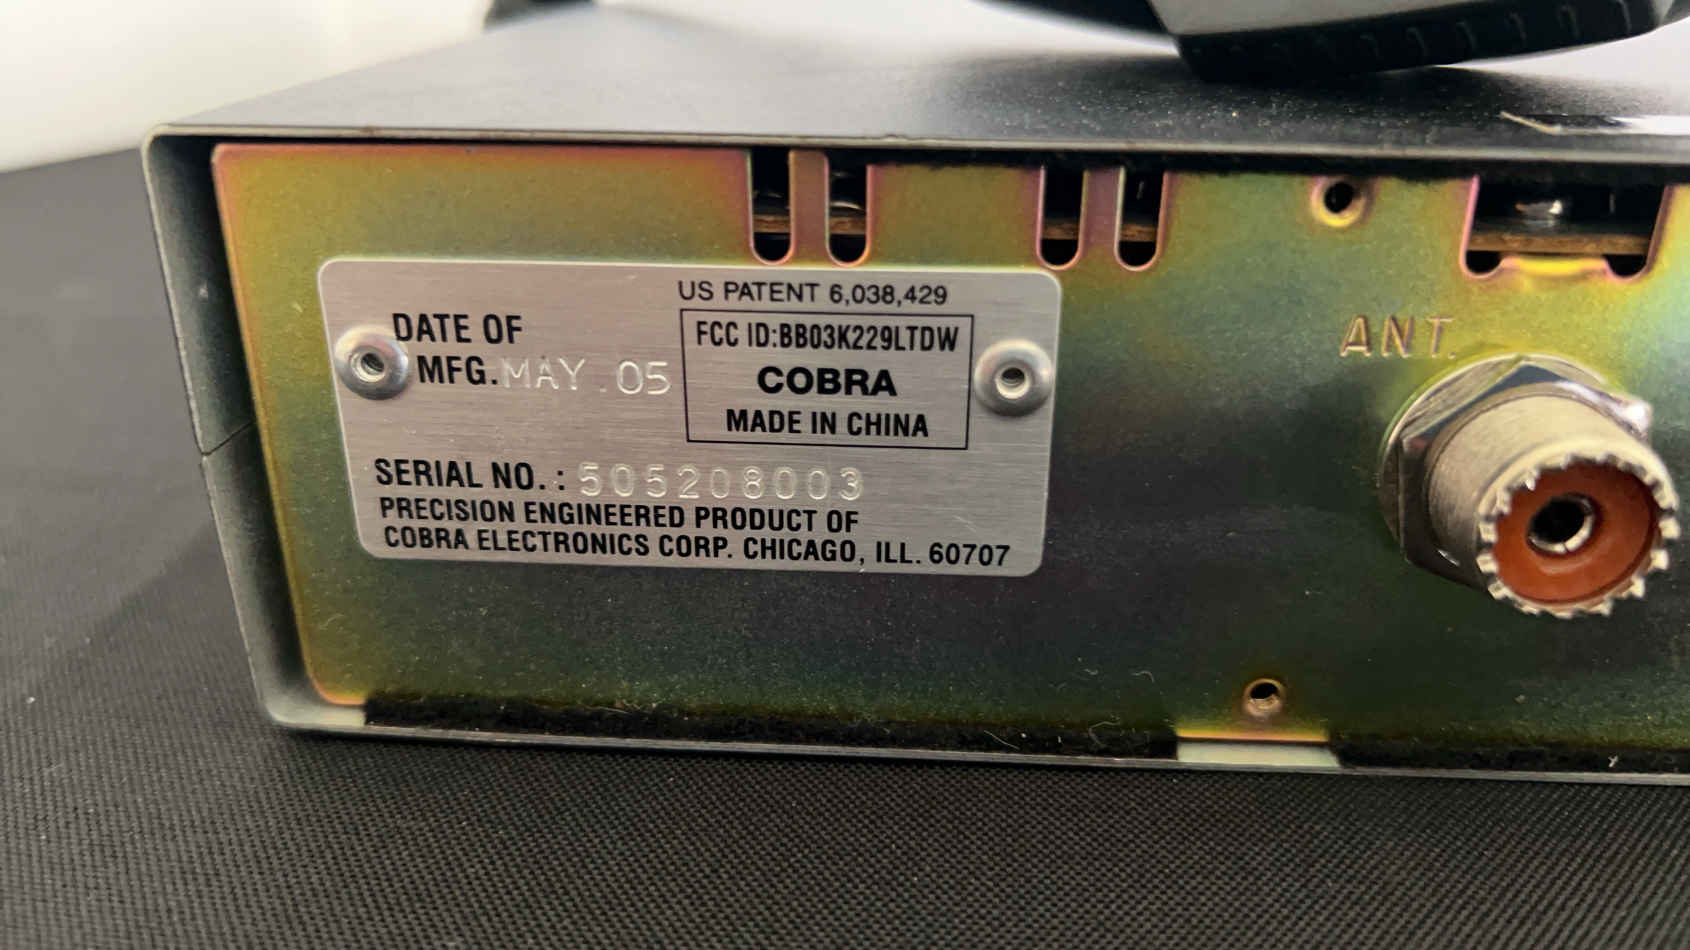 US PATENT 6,038,429
DATE OF
MFG. MAY.05
FCC ID:BB03K229LTDW
COBRA
MADE IN CHINA
SERIAL NO. : 505208003
PRECISION ENGINEERED PRODUCT OF
COBRA ELECTRONICS CORP. CHICAGO, ILL. 60707
ANT.